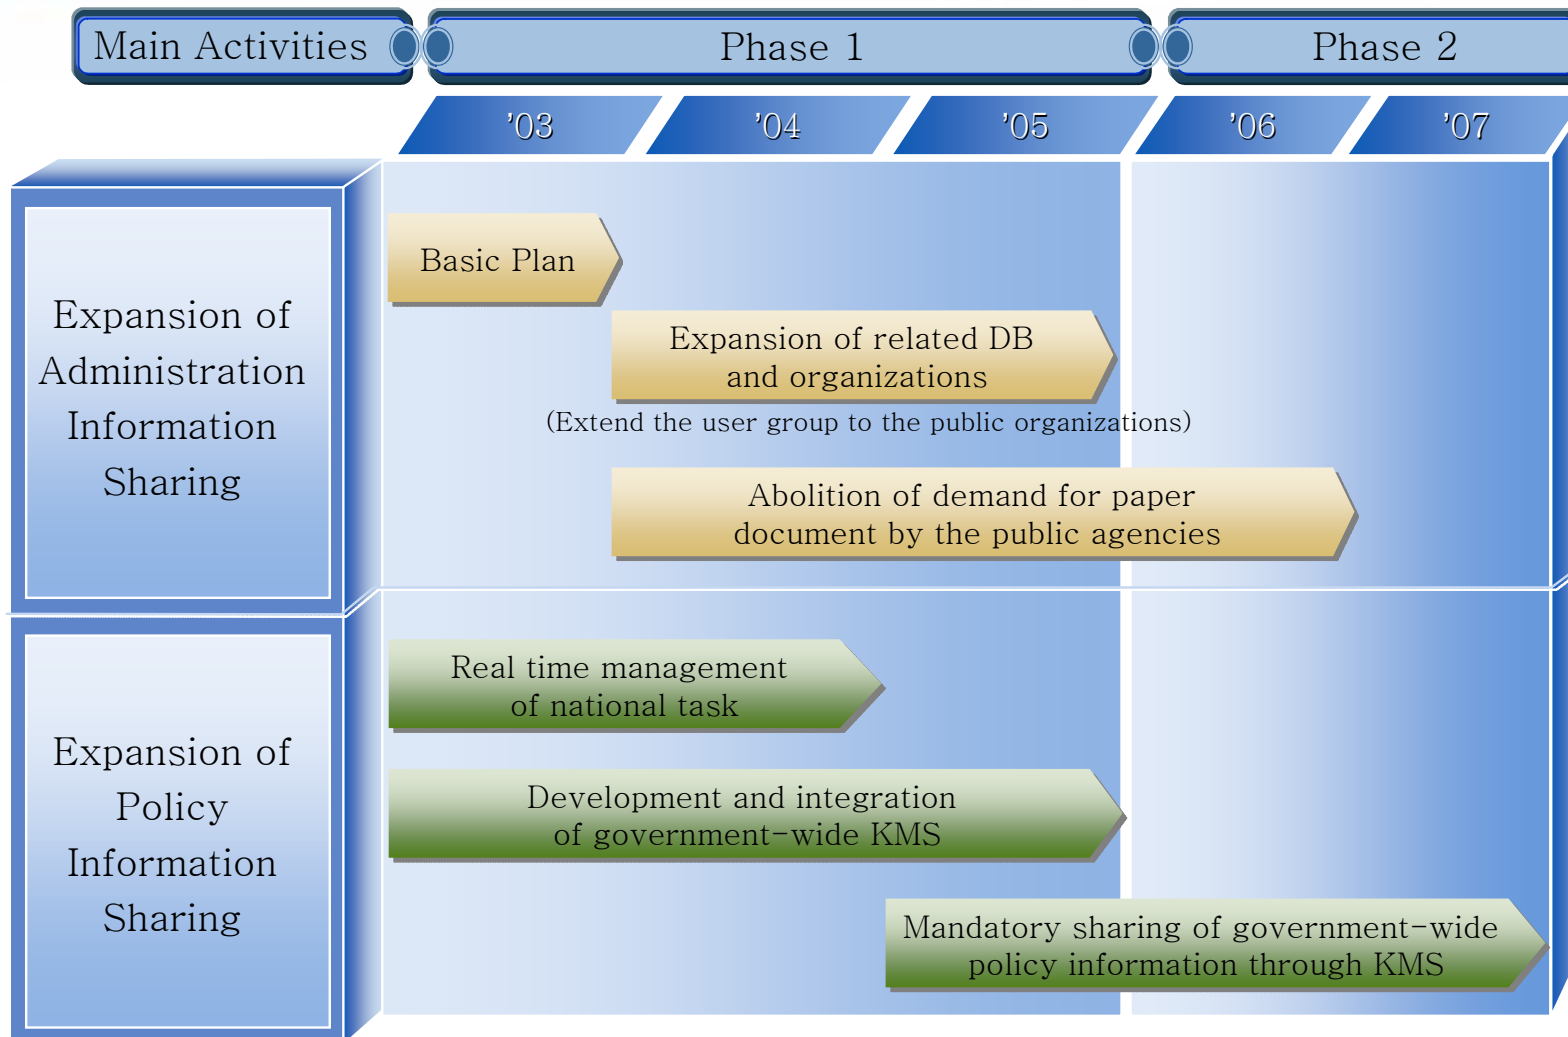 Main Activities
Phase 1
Phase 2
’03
’04
’05
’06
’07
Expansion of
Administration
Information
Sharing
Basic Plan
Expansion of related DB
and organizations
(Extend the user group to the public organizations)
Abolition of demand for paper
document by the public agencies
Expansion of
Policy
Information
Sharing
Real time management
of national task
Development and integration
of government-wide KMS
Mandatory sharing of government-wide
policy information through KMS